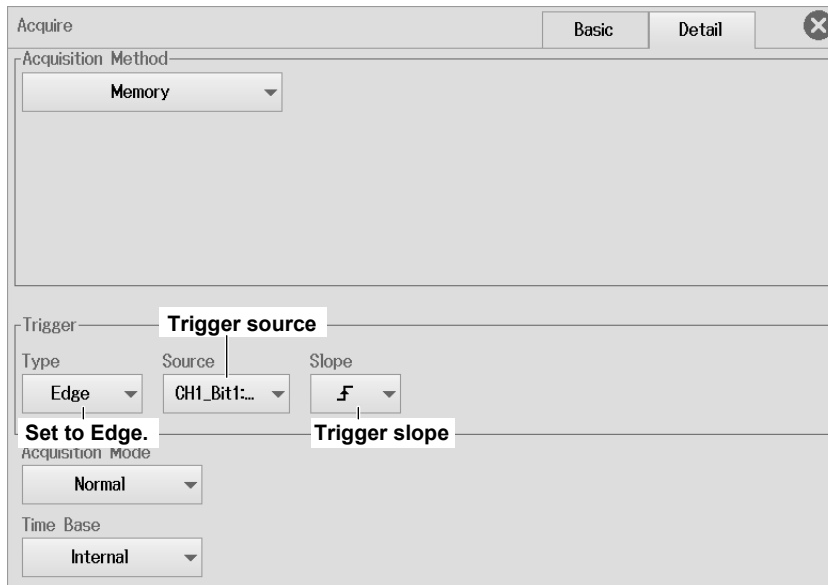 Acquire
Basic
Detail
Acquisition Method
Memory
Trigger
Trigger source
Type
Source
Slope
Edge
CH1_Bit1:...
Set to Edge.
Trigger slope
Acquisition Mode
Normal
Time Base
Internal